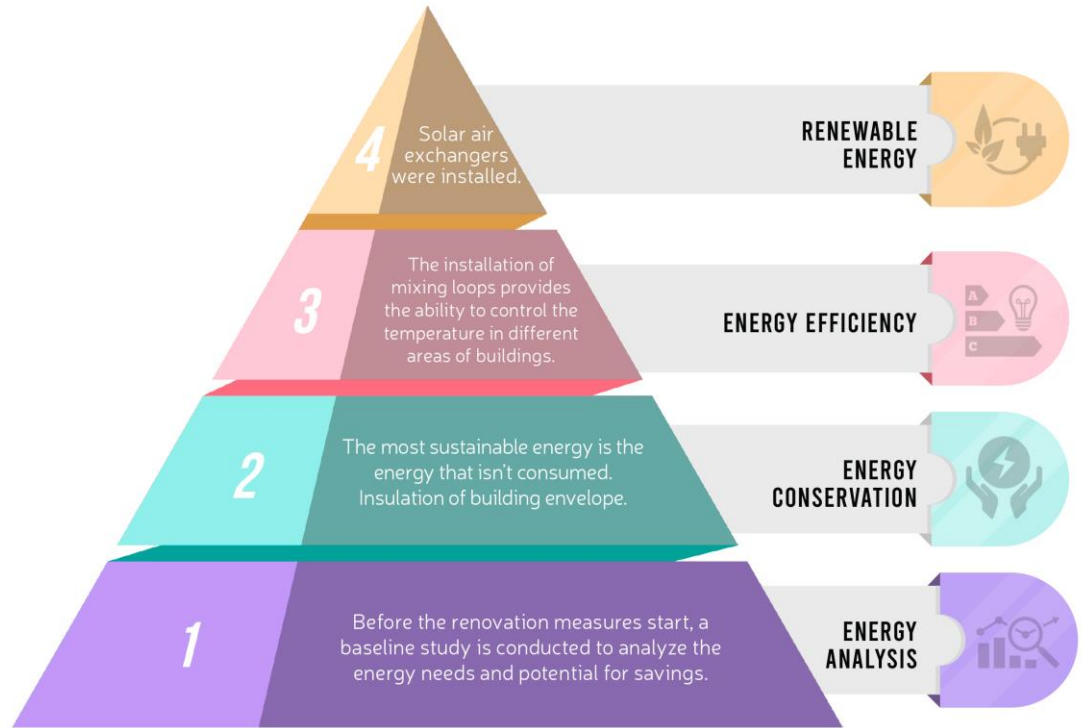 4
Solar air
exchangers
were installed.
RENEWABLE
ENERGY
3
The installation of
mixing loops provides
the ability to control the
temperature in different
areas of buildings.
ENERGY EFFICIENCY
A
B
C
2
The most sustainable energy is the
energy that isn't consumed.
Insulation of building envelope.
ENERGY
CONSERVATION
1
Before the renovation measures start, a
baseline study is conducted to analyze the
energy needs and potential for savings.
ENERGY
ANALYSIS